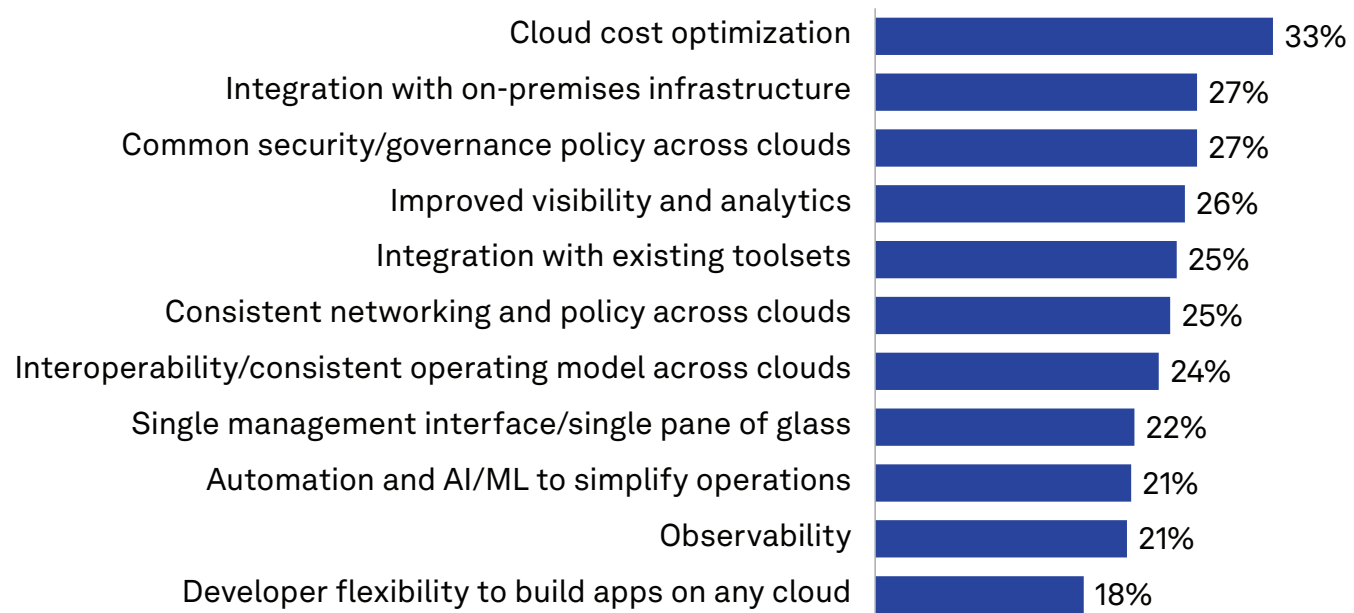 Cloud cost optimization 33%
Integration with on-premises infrastructure 27%
Common security/governance policy across clouds 27%
Improved visibility and analytics 26%
Integration with existing toolsets 25%
Consistent networking and policy across clouds 25%
Interoperability/consistent operating model across clouds 24%
Single management interface/single pane of glass 22%
Automation and AI/ML to simplify operations 21%
Observability 21%
Developer flexibility to build apps on any cloud 18%